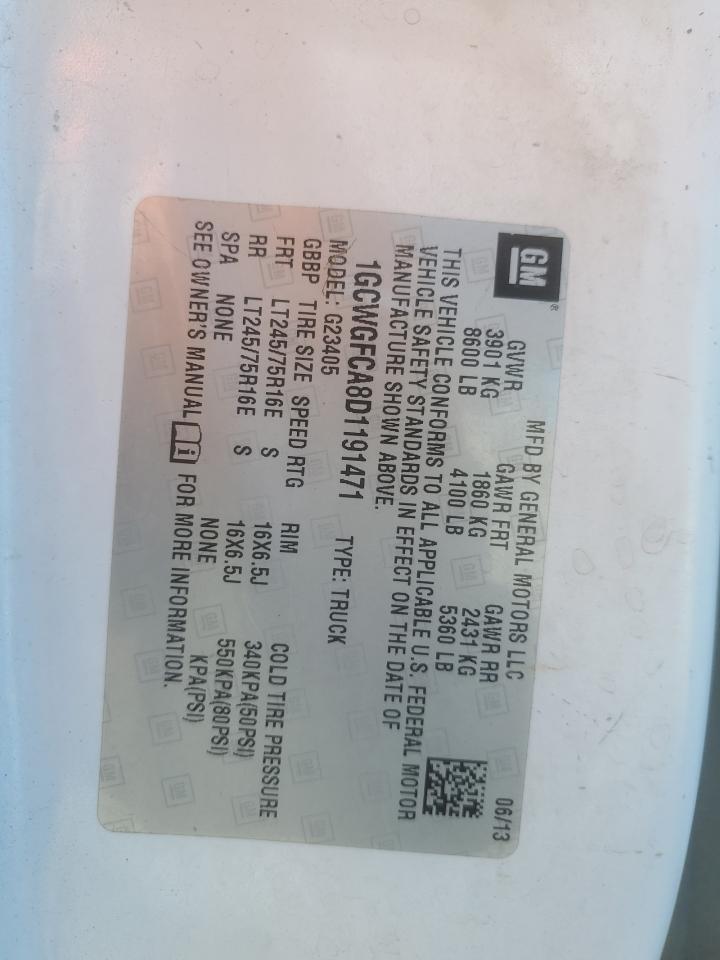 GM®
MFD BY GENERAL MOTORS LLC 06/13
GVWR GAWR FRT GAWR RR
3901 KG 1860 KG 2431 KG
8600 LB 4100 LB 5360 LB
THIS VEHICLE CONFORMS TO ALL APPLICABLE U.S. FEDERAL MOTOR
VEHICLE SAFETY STANDARDS IN EFFECT ON THE DATE OF
MANUFACTURE SHOWN ABOVE.
1GCWGFCA8D1191471 TYPE: TRUCK
MODEL: G23405
GBBP TIRE SIZE SPEED RTG RIM COLD TIRE PRESSURE
FRT LT245/75R16E S 16X6.5J 340KPA(50PSI)
RR LT245/75R16E S 16X6.5J 550KPA(80PSI)
SPA NONE NONE KPA(PSI)
SEE OWNER'S MANUAL i FOR MORE INFORMATION.